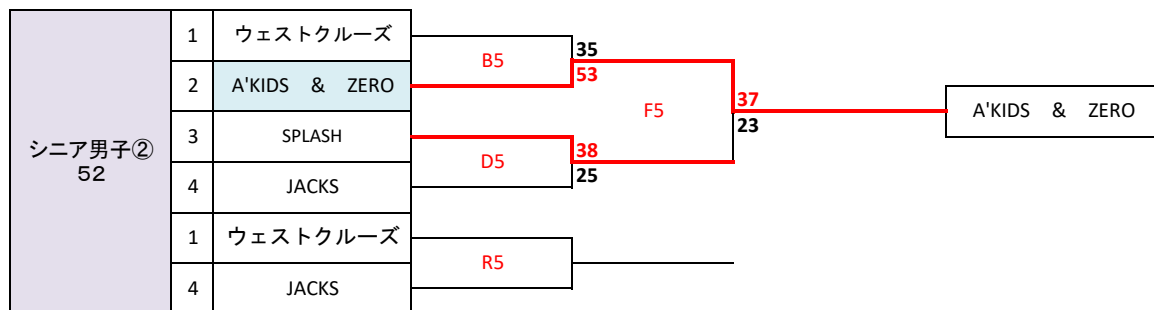 シニア男子②
52
1 ウェストクルーズ
2 A'KIDS & ZERO
3 SPLASH
4 JACKS
1 ウェストクルーズ
4 JACKS
B5
35
53
D5
38
25
R5
F5
37
23
A'KIDS & ZERO